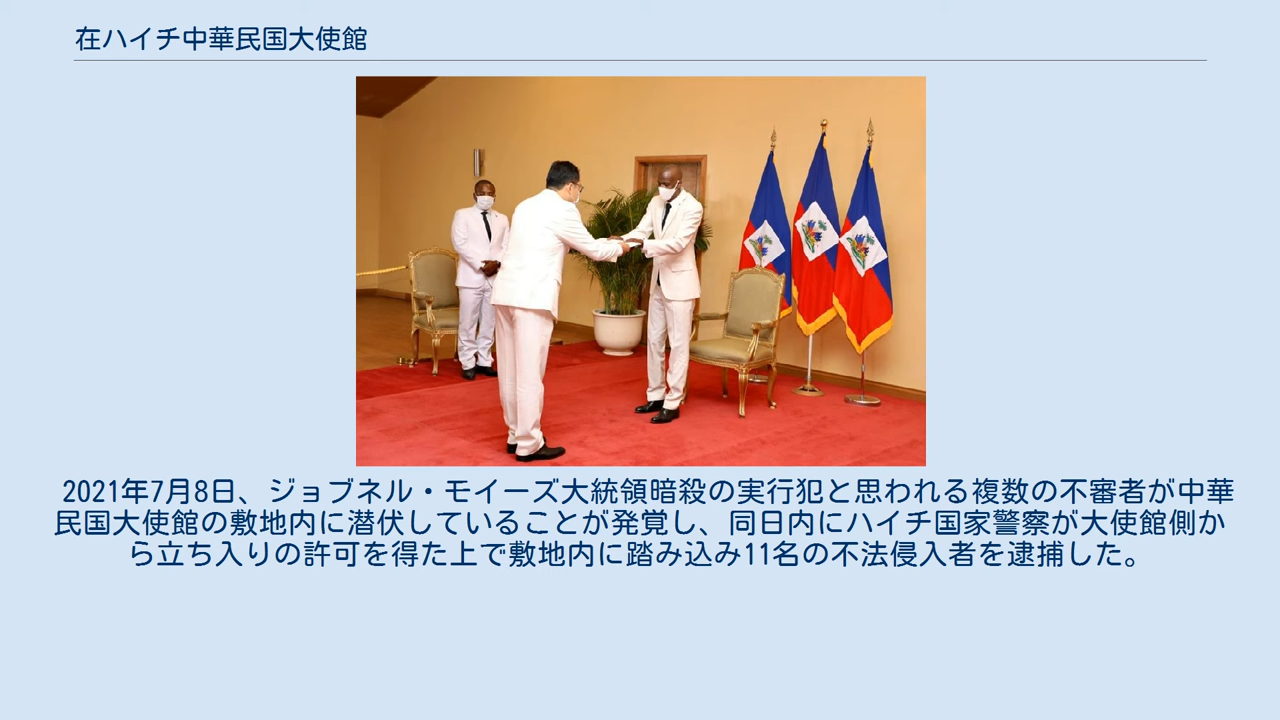 在ハイチ中華民国大使館
2021年7月8日、ジョブネル・モイーズ大統領暗殺の実行犯と思われる複数の不審者が中華
民国大使館の敷地内に潜伏していることが発覚し、同日内にハイチ国家警察が大使館側か
ら立ち入りの許可を得た上で敷地内に踏み込み11名の不法侵入者を逮捕した。